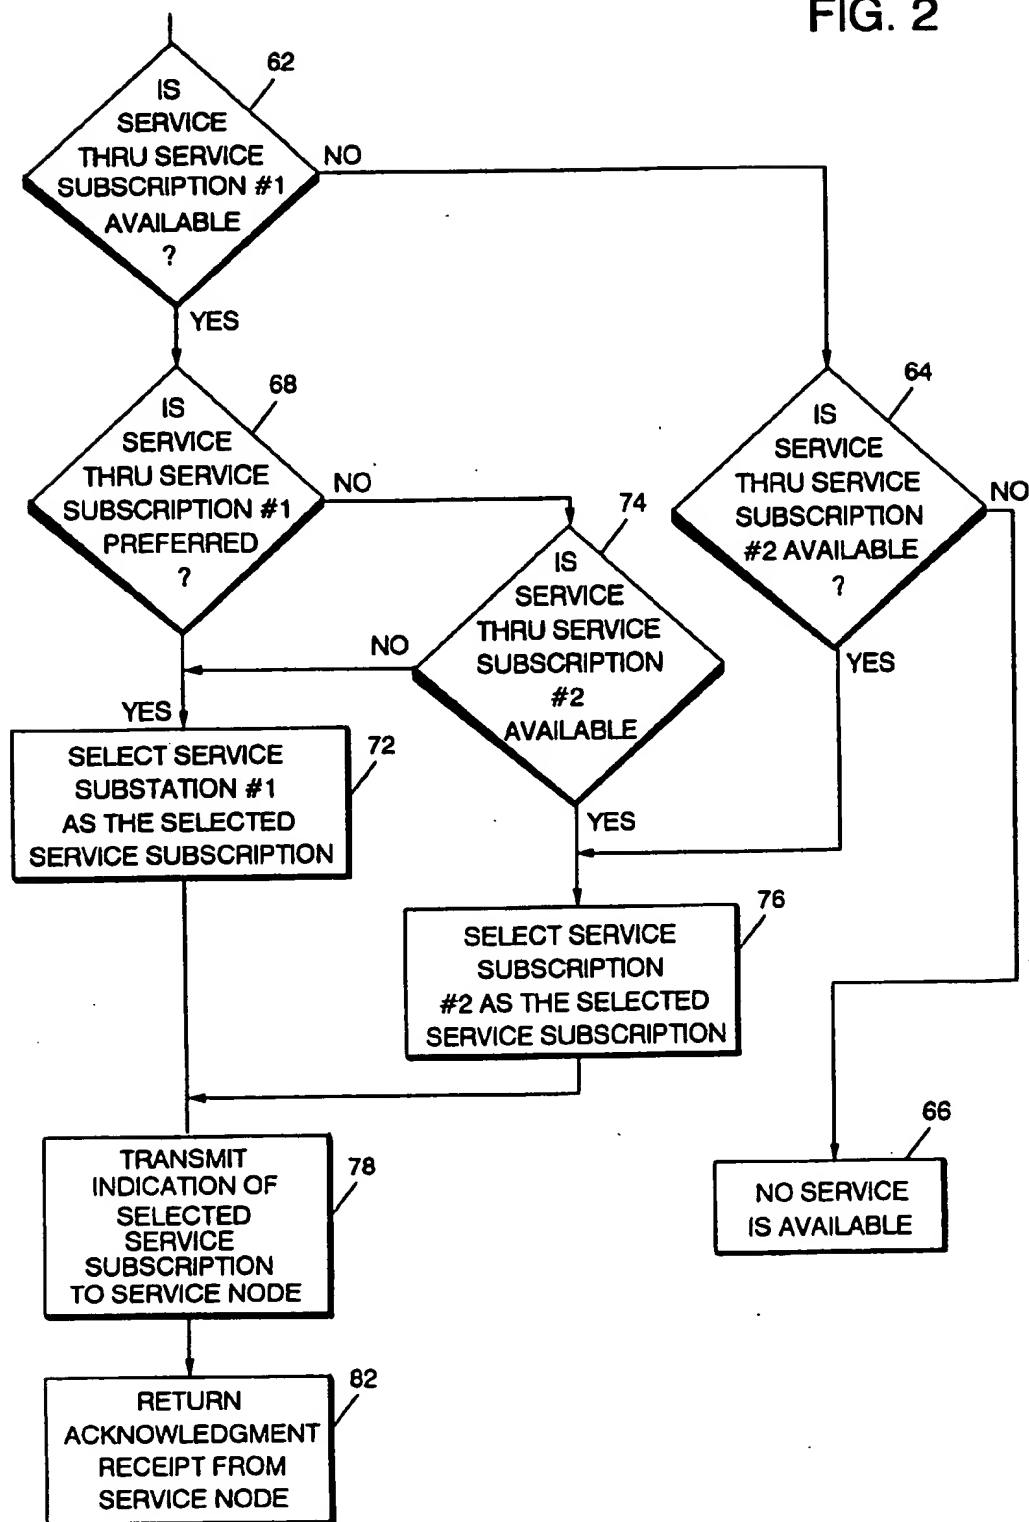 FIG. 2
62
IS
SERVICE
THRU SERVICE
SUBSCRIPTION #1
AVAILABLE
?
NO
YES
68
IS
SERVICE
THRU SERVICE
SUBSCRIPTION #1
PREFERRED
?
NO
YES
64
IS
SERVICE
THRU SERVICE
SUBSCRIPTION
#2 AVAILABLE
?
NO
YES
74
IS
SERVICE
THRU SERVICE
SUBSCRIPTION
#2
AVAILABLE
NO
YES
72
SELECT SERVICE
SUBSTATION #1
AS THE SELECTED
SERVICE SUBSCRIPTION
76
SELECT SERVICE
SUBSCRIPTION
#2 AS THE SELECTED
SERVICE SUBSCRIPTION
66
NO SERVICE
IS AVAILABLE
78
TRANSMIT
INDICATION OF
SELECTED
SERVICE
SUBSCRIPTION
TO SERVICE NODE
82
RETURN
ACKNOWLEDGMENT
RECEIPT FROM
SERVICE NODE